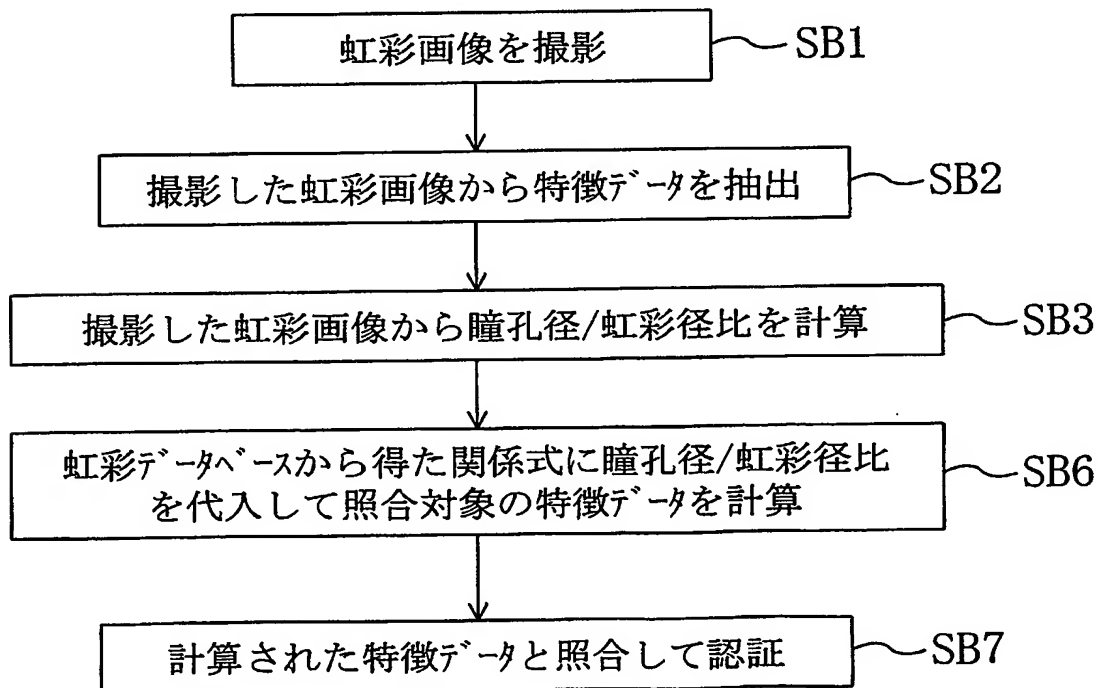 虹彩画像を撮影
SB1
撮影した虹彩画像から特徴データを抽出
SB2
撮影した虹彩画像から瞳孔径/虹彩径比を計算
SB3
虹彩データベースから得た関係式に瞳孔径/虹彩径比
を代入して照合対象の特徴データを計算
SB6
計算された特徴データと照合して認証
SB7